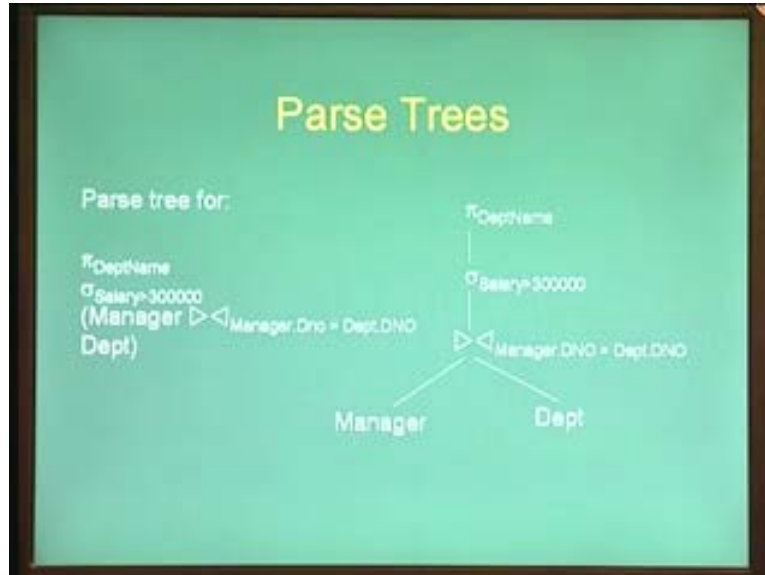 Parse Trees
Parse tree for:
πDeptName
σSalary>300000
(Manager ▷◁Manager.Dno = Dept.DNO
Dept)
πDeptName
σSalary>300000
▷◁Manager.DNO = Dept.DNO
Manager Dept